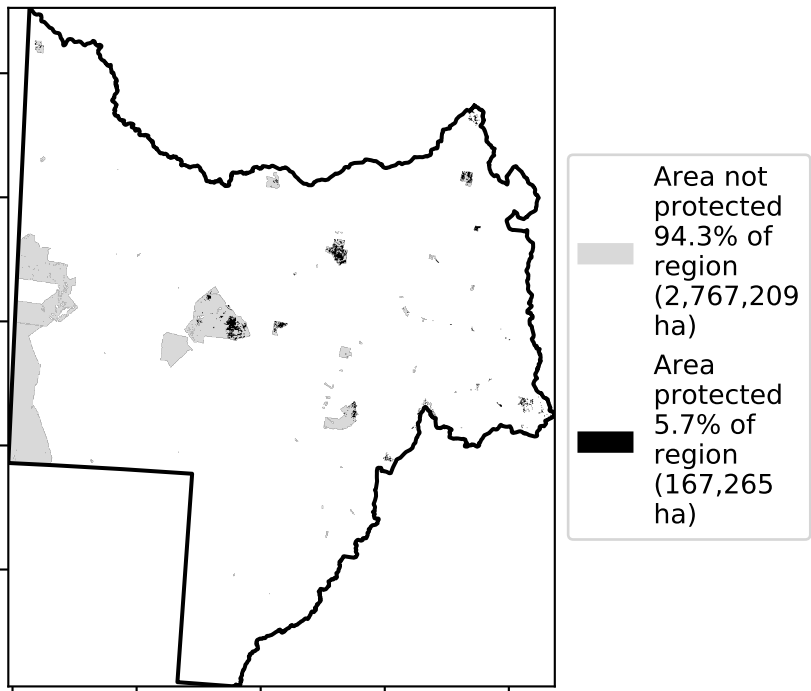 Area not
protected
94.3% of
region
(2,767,209
ha)
Area
protected
5.7% of
region
(167,265
ha)